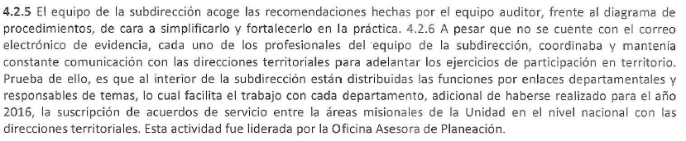 4.2.5 El equipo de la subdirección acoge las recomendaciones hechas por el equipo auditor, frente al diagrama de
procedimientos, de cara a simplificarlo y fortalecerlo en la práctica. 4.2.6 A pesar que no se cuente con el correo
electrónico de evidencia, cada uno de los profesionales del equipo de la subdirección, coordinaba y mantenía
constante comunicación con las direcciones territoriales para adelantar los ejercicios de participación en territorio.
Prueba de ello, es que al interior de la subdirección están distribuidas las funciones por enlaces departamentales y
responsables de temas, lo cual facilita el trabajo con cada departamento, adicional de haberse realizado para el año
2016, la suscripción de acuerdos de servicio entre la áreas misionales de la Unidad en el nivel nacional con las
direcciones territoriales. Esta actividad fue liderada por la Oficina Asesora de Planeación.